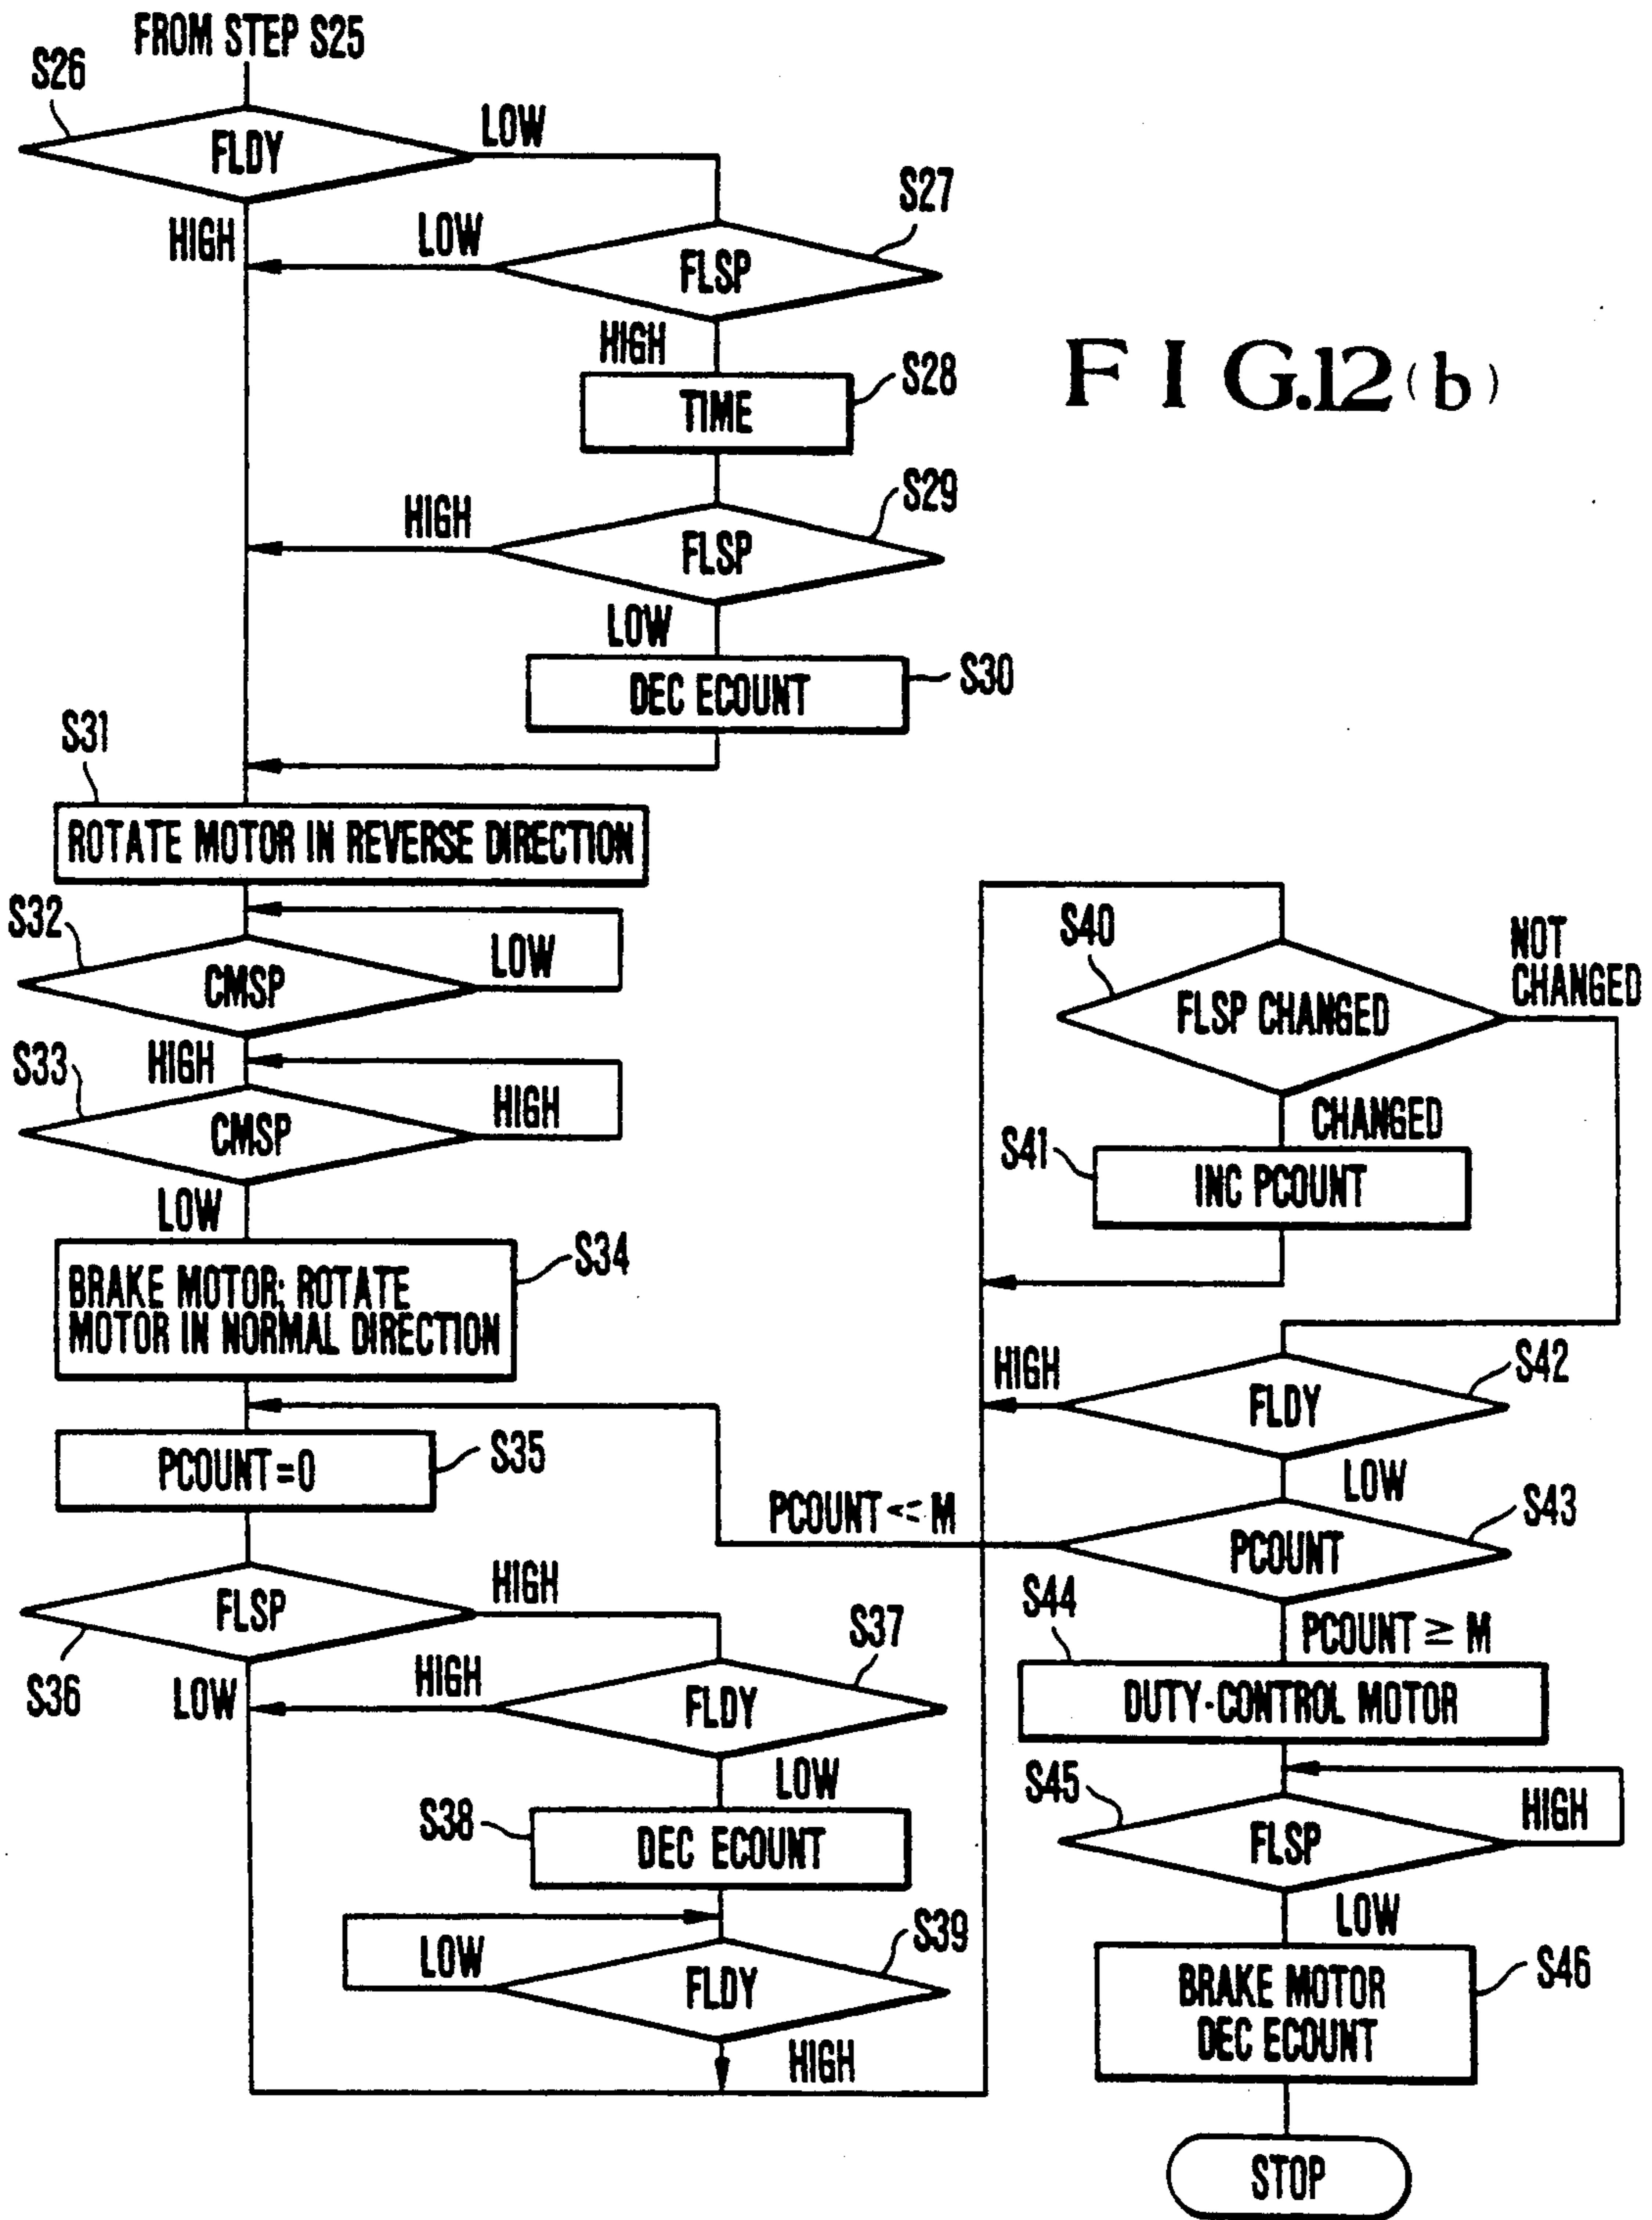 FROM STEP S25
S26
FLDY
LOW
HIGH
S27
LOW
FLSP
HIGH
S28
TIME
FIG.12(b)
S29
HIGH
FLSP
LOW
S30
DEC ECOUNT
S31
ROTATE MOTOR IN REVERSE DIRECTION
S32
CMSP
LOW
HIGH
S33
CMSP
HIGH
LOW
S34
BRAKE MOTOR; ROTATE
MOTOR IN NORMAL DIRECTION
S35
PCOUNT=0
S36
FLSP
HIGH
LOW
S37
HIGH
FLDY
LOW
S38
DEC ECOUNT
S39
LOW
FLDY
HIGH
S40
FLSP CHANGED
NOT
CHANGED
CHANGED
S41
INC PCOUNT
S42
HIGH
FLDY
LOW
S43
PCOUNT << M
PCOUNT
S44
PCOUNT ≥ M
DUTY-CONTROL MOTOR
S45
FLSP
HIGH
LOW
S46
BRAKE MOTOR
DEC ECOUNT
STOP